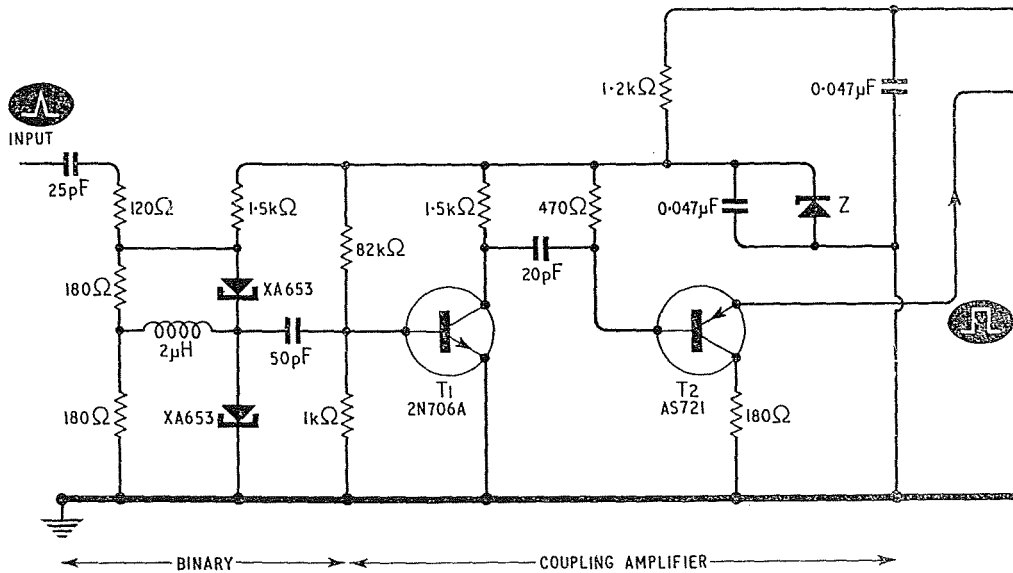 1·2kΩ
0·047µF
INPUT
25pF
120Ω
1·5kΩ
1·5kΩ
470Ω
0·047µF
Z
82kΩ
20pF
180Ω
XA653
2µH
50pF
T1
2N706A
T2
AS721
180Ω
XA653
1kΩ
180Ω
BINARY
COUPLING AMPLIFIER